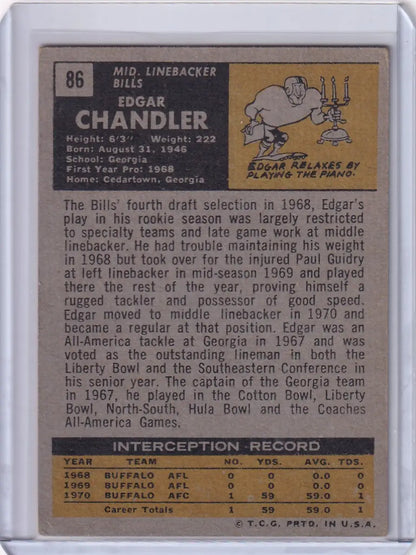 86
MID. LINEBACKER
BILLS
EDGAR
CHANDLER
Height: 6'3" Weight: 222
Born: August 31, 1946
School: Georgia
First Year Pro: 1968
Home: Cedartown, Georgia
EDGAR RELAXES BY
PLAYING THE PIANO.
The Bills' fourth draft selection in 1968, Edgar's
play in his rookie season was largely restricted
to specialty teams and late game work at middle
linebacker. He had trouble maintaining his weight
in 1968 but took over for the injured Paul Guidry
at left linebacker in mid-season 1969 and played
there the rest of the year, proving himself a
rugged tackler and possessor of good speed.
Edgar moved to middle linebacker in 1970 and
became a regular at that position. Edgar was an
All-America tackle at Georgia in 1967 and was
voted as the outstanding lineman in both the
Liberty Bowl and the Southeastern Conference in
his senior year. The captain of the Georgia team
in 1967, he played in the Cotton Bowl, Liberty
Bowl, North-South, Hula Bowl and the Coaches
All-America Games.
INTERCEPTION RECORD
YEAR TEAM NO. YDS. AVG. TDS.
1968 BUFFALO AFL 0 0 0.0 0
1969 BUFFALO AFL 0 0 0.0 0
1970 BUFFALO AFC 1 59 59.0 1
Career Totals 1 59 59.0 1
© T.C.G. PRTD. IN U.S.A.